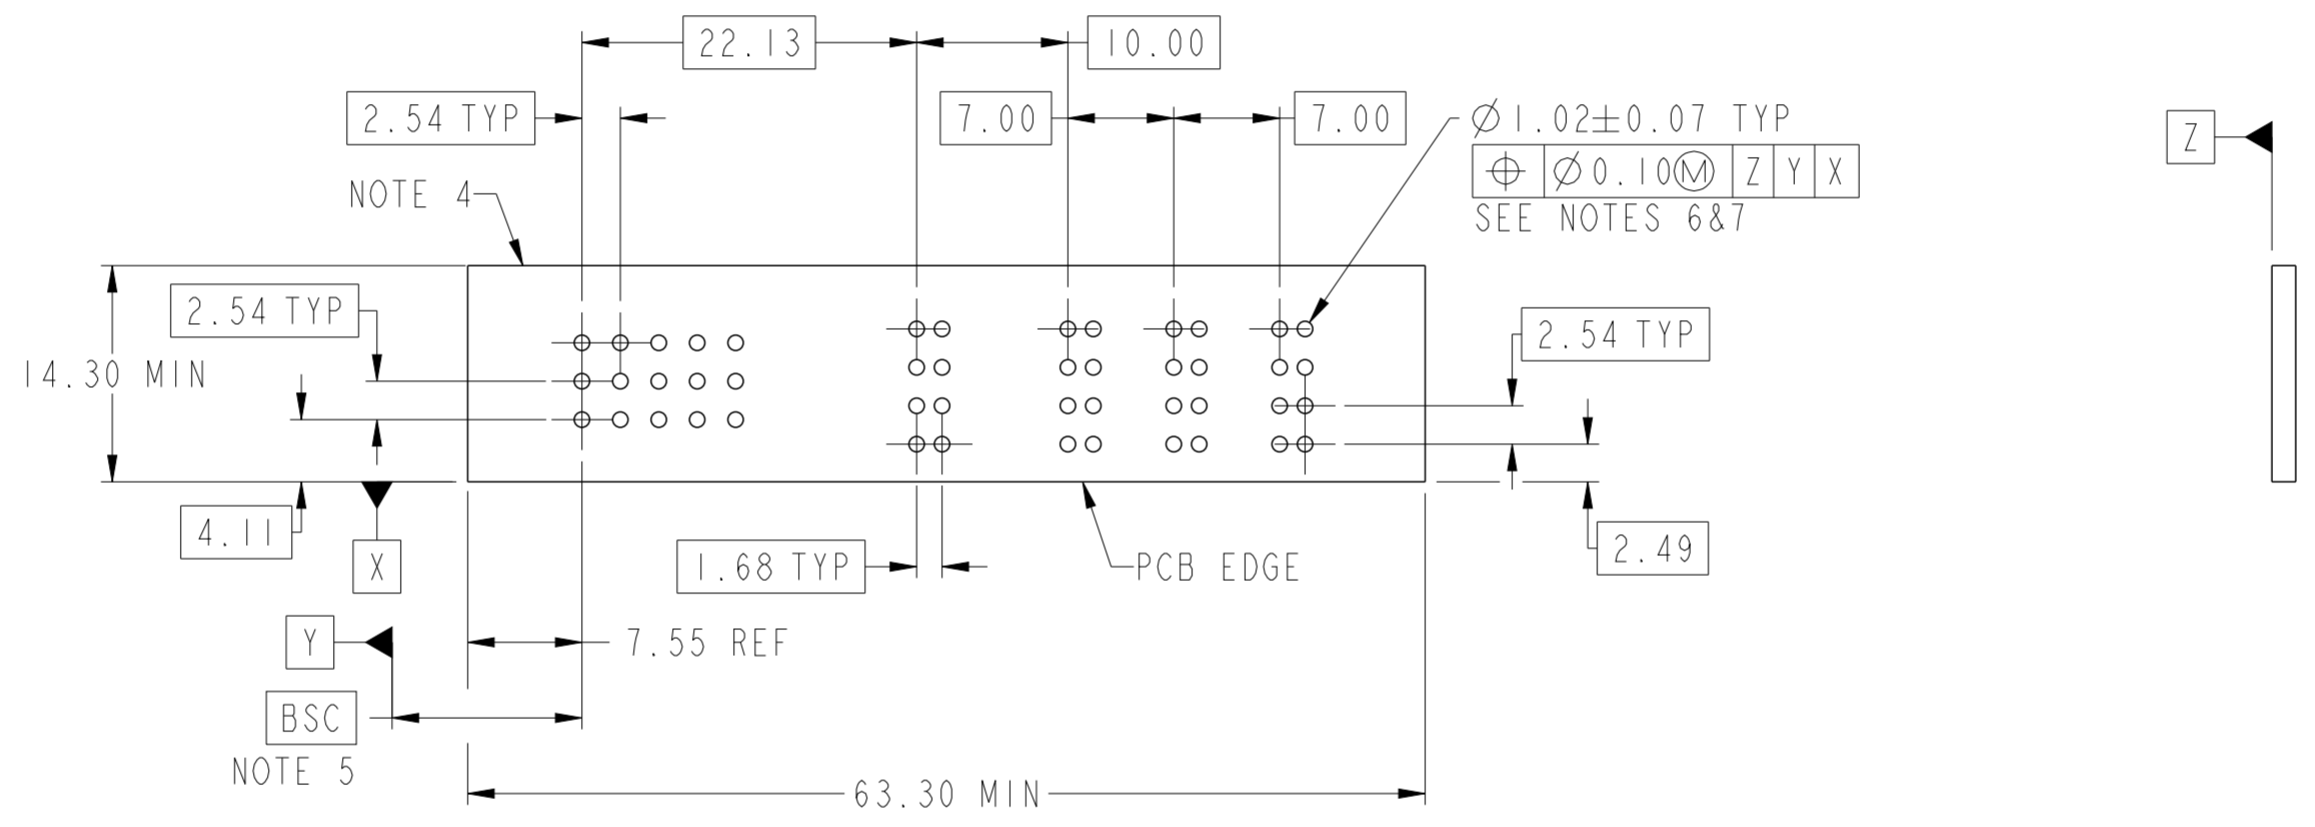 22.13
10.00
2.54 TYP
7.00
7.00
Ø1.02±0.07 TYP
⌖ Ø0.10Ⓜ Z Y X
SEE NOTES 6&7
Z
NOTE 4
2.54 TYP
2.54 TYP
14.30 MIN
4.11
X
1.68 TYP
PCB EDGE
2.49
Y
7.55 REF
BSC
NOTE 5
63.30 MIN